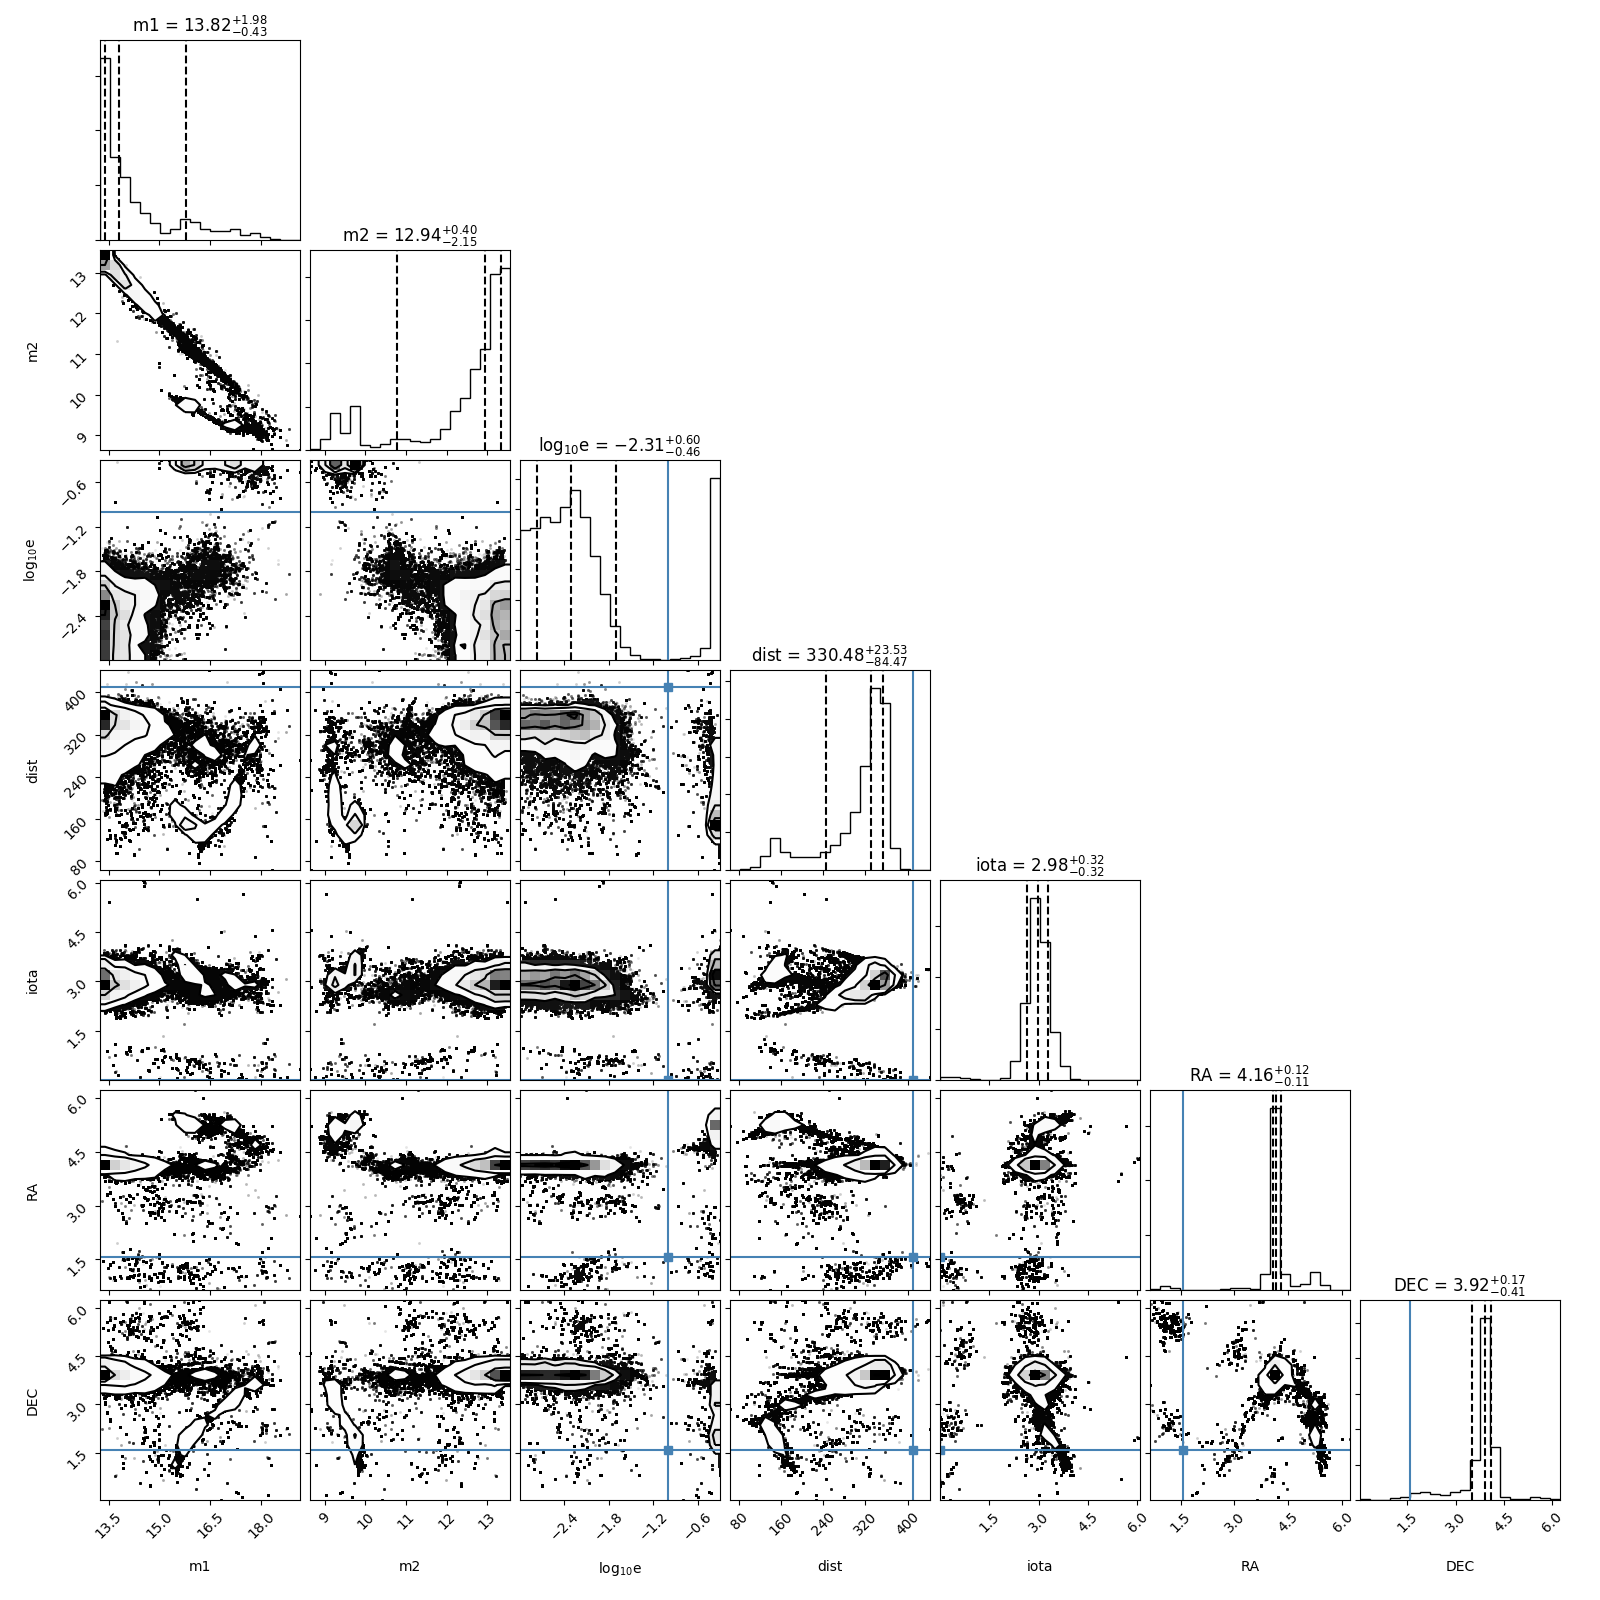 m1 = 13.82 +1.98 −0.43
m2
13
12
11
10
9
m2 = 12.94 +0.40 −2.15
log10e
−0.6
−1.2
−1.8
−2.4
log10e = −2.31 +0.60 −0.46
dist
400
320
240
160
80
dist = 330.48 +23.53 −84.47
iota
6.0
4.5
3.0
1.5
iota = 2.98 +0.32 −0.32
RA
6.0
4.5
3.0
1.5
RA = 4.16 +0.12 −0.11
DEC
6.0
4.5
3.0
1.5
DEC = 3.92 +0.17 −0.41
13.5 15.0 16.5 18.0 9 10 11 12 13 −2.4 −1.8 −1.2 −0.6 80 160 240 320 400 1.5 3.0 4.5 6.0 1.5 3.0 4.5 6.0 1.5 3.0 4.5 6.0
m1 m2 log10e dist iota RA DEC